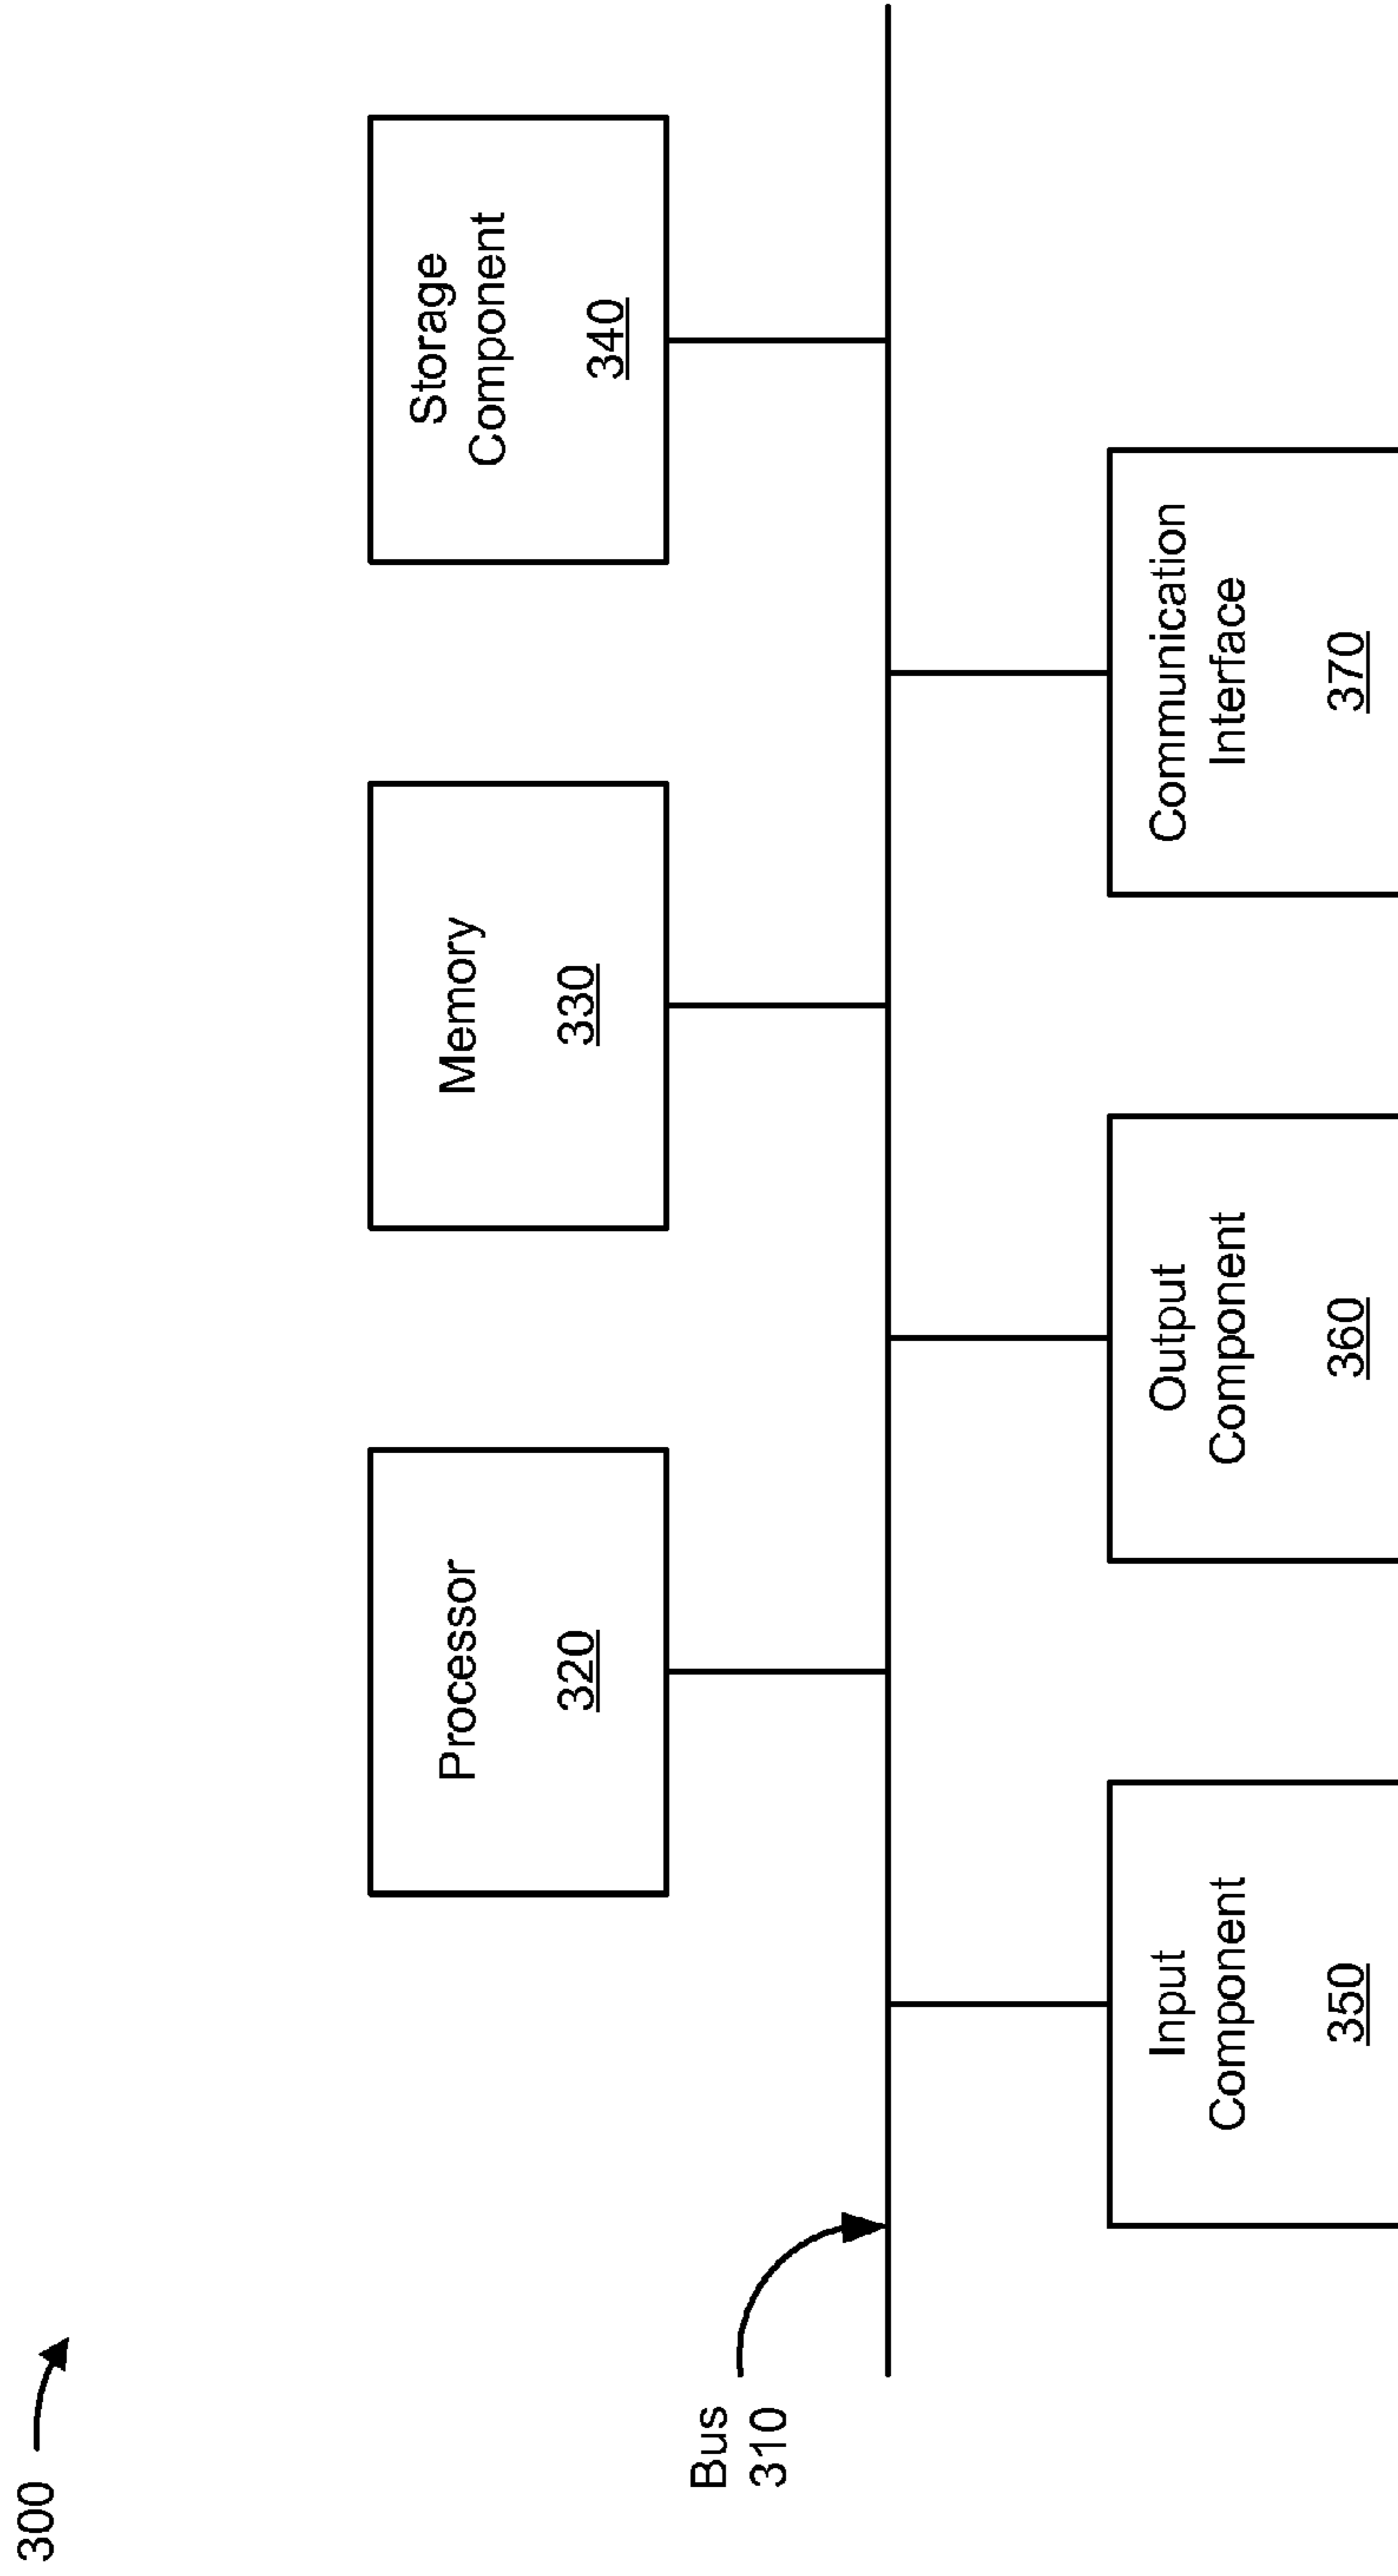 300
Processor
320
Memory
330
Storage
Component
340
Bus
310
Input
Component
350
Output
Component
360
Communication
Interface
370